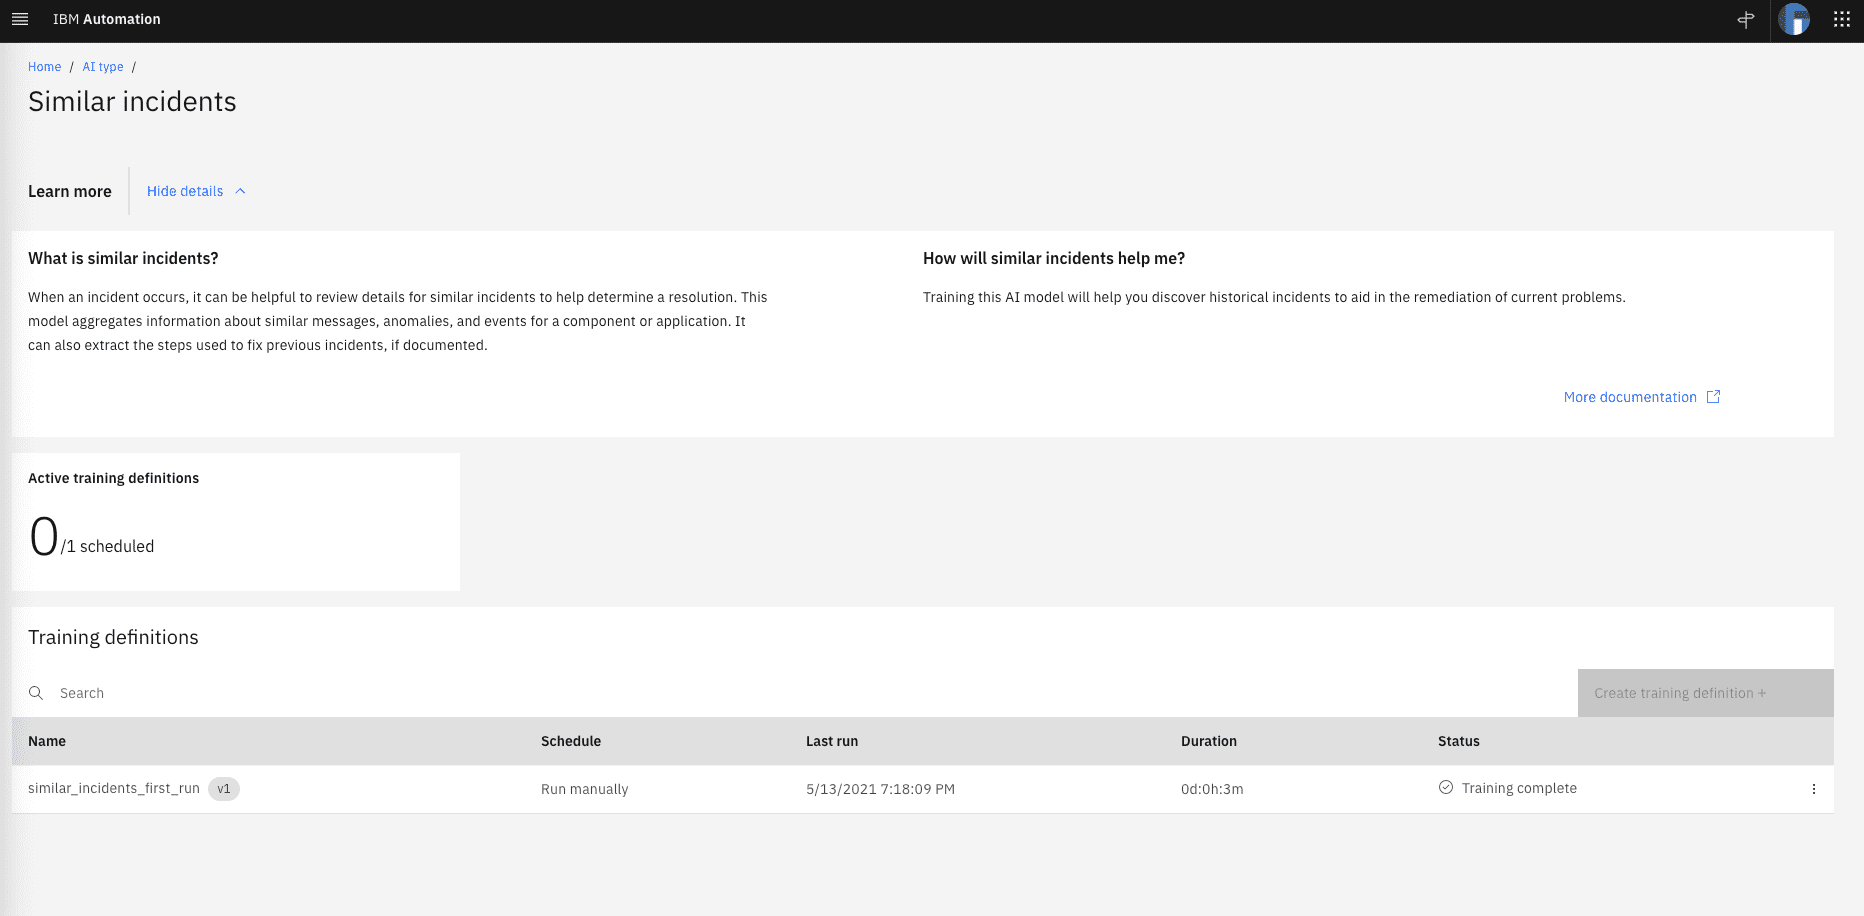 IBM Automation
Home / AI type /
Similar incidents
Learn more
Hide details
What is similar incidents?
When an incident occurs, it can be helpful to review details for similar incidents to help determine a resolution. This
model aggregates information about similar messages, anomalies, and events for a component or application. It
can also extract the steps used to fix previous incidents, if documented.
How will similar incidents help me?
Training this AI model will help you discover historical incidents to aid in the remediation of current problems.
More documentation
Active training definitions
0/1 scheduled
Training definitions
Search
Create training definition +
Name Schedule Last run Duration Status
similar_incidents_first_run v1 Run manually 5/13/2021 7:18:09 PM 0d:0h:3m Training complete